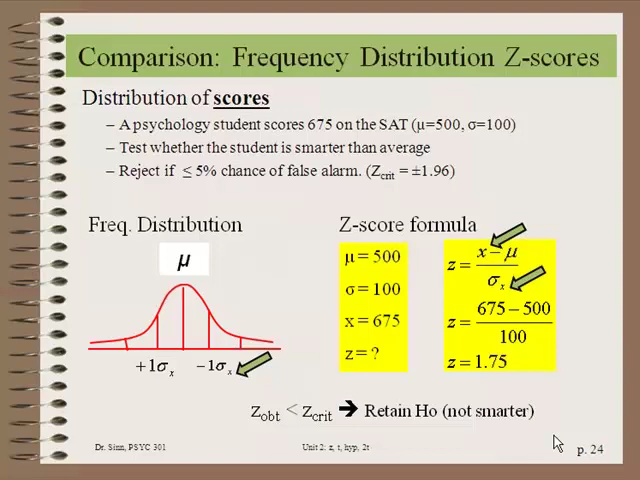 Comparison: Frequency Distribution Z-scores
Distribution of scores
– A psychology student scores 675 on the SAT (μ=500, σ=100)
– Test whether the student is smarter than average
– Reject if ≤ 5% chance of false alarm. (Zcrit = ±1.96)
Freq. Distribution
μ
+1σx −1σx
Z-score formula
μ = 500
σ = 100
x = 675
z = ?
z = x − μ / σx
z = 675 − 500 / 100
z = 1.75
Zobt < Zcrit ➔ Retain Ho (not smarter)
Dr. Sinn, PSYC 301 Unit 2: z, t, hyp, 2t p. 24